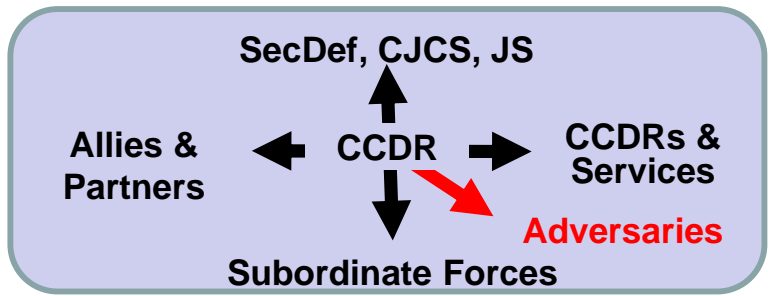 SecDef, CJCS, JS
Allies &
Partners
CCDR
CCDRs &
Services
Adversaries
Subordinate Forces